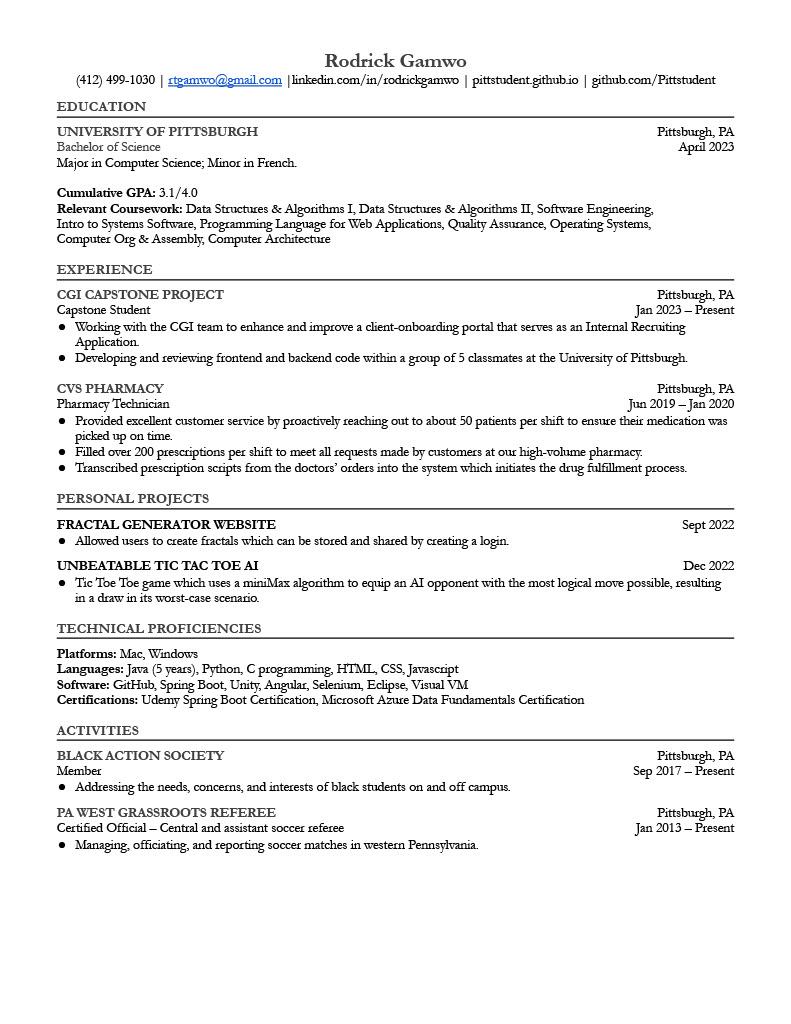 Rodrick Gamwo
(412) 499-1030 | rtgamwo@gmail.com |linkedin.com/in/rodrickgamwo | pittstudent.github.io | github.com/Pittstudent
EDUCATION
UNIVERSITY OF PITTSBURGH Pittsburgh, PA
Bachelor of Science April 2023
Major in Computer Science; Minor in French.
Cumulative GPA: 3.1/4.0
Relevant Coursework: Data Structures & Algorithms I, Data Structures & Algorithms II, Software Engineering,
Intro to Systems Software, Programming Language for Web Applications, Quality Assurance, Operating Systems,
Computer Org & Assembly, Computer Architecture
EXPERIENCE
CGI CAPSTONE PROJECT Pittsburgh, PA
Capstone Student Jan 2023 – Present
● Working with the CGI team to enhance and improve a client-onboarding portal that serves as an Internal Recruiting
Application.
● Developing and reviewing frontend and backend code within a group of 5 classmates at the University of Pittsburgh.
CVS PHARMACY Pittsburgh, PA
Pharmacy Technician Jun 2019 – Jan 2020
● Provided excellent customer service by proactively reaching out to about 50 patients per shift to ensure their medication was
picked up on time.
● Filled over 200 prescriptions per shift to meet all requests made by customers at our high-volume pharmacy.
● Transcribed prescription scripts from the doctors’ orders into the system which initiates the drug fulfillment process.
PERSONAL PROJECTS
FRACTAL GENERATOR WEBSITE Sept 2022
● Allowed users to create fractals which can be stored and shared by creating a login.
UNBEATABLE TIC TAC TOE AI Dec 2022
● Tic Toe Toe game which uses a miniMax algorithm to equip an AI opponent with the most logical move possible, resulting
in a draw in its worst-case scenario.
TECHNICAL PROFICIENCIES
Platforms: Mac, Windows
Languages: Java (5 years), Python, C programming, HTML, CSS, Javascript
Software: GitHub, Spring Boot, Unity, Angular, Selenium, Eclipse, Visual VM
Certifications: Udemy Spring Boot Certification, Microsoft Azure Data Fundamentals Certification
ACTIVITIES
BLACK ACTION SOCIETY Pittsburgh, PA
Member Sep 2017 – Present
● Addressing the needs, concerns, and interests of black students on and off campus.
PA WEST GRASSROOTS REFEREE Pittsburgh, PA
Certified Official – Central and assistant soccer referee Jan 2013 – Present
● Managing, officiating, and reporting soccer matches in western Pennsylvania.